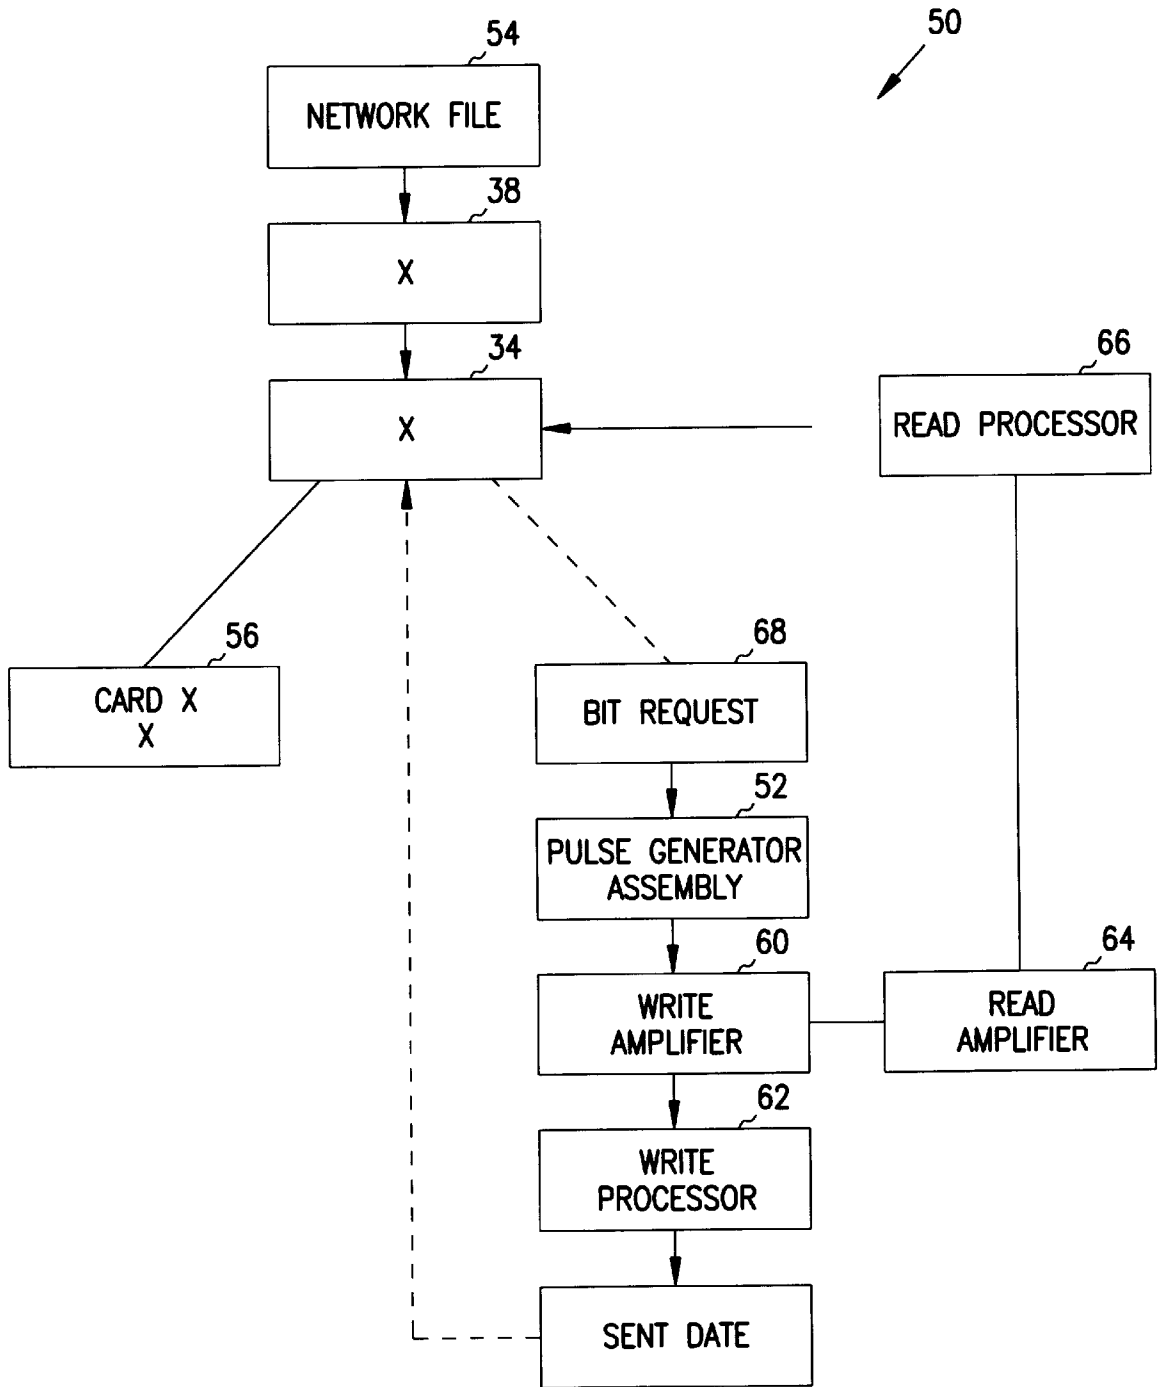 50
54
NETWORK FILE
38
X
34
X
66
READ PROCESSOR
56
CARD X
X
68
BIT REQUEST
52
PULSE GENERATOR
ASSEMBLY
60
WRITE
AMPLIFIER
64
READ
AMPLIFIER
62
WRITE
PROCESSOR
SENT DATE